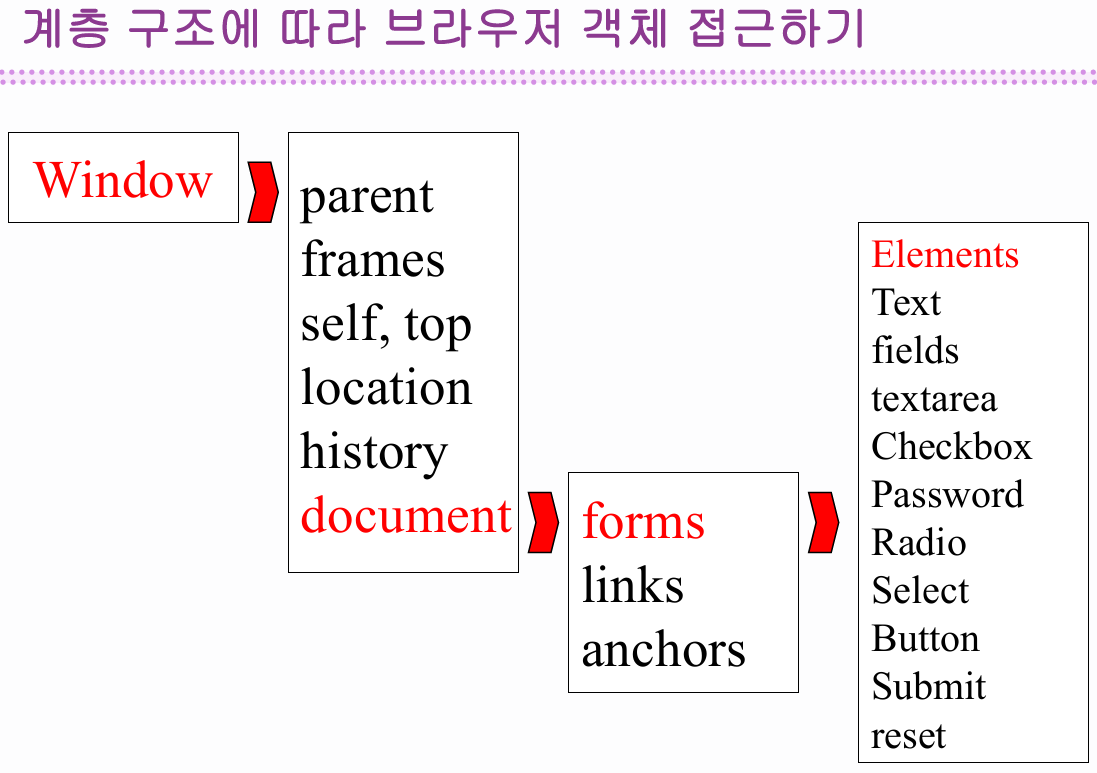 계층 구조에 따라 브라우저 객체 접근하기
Window
parent
frames
self, top
location
history
document
forms
links
anchors
Elements
Text
fields
textarea
Checkbox
Password
Radio
Select
Button
Submit
reset